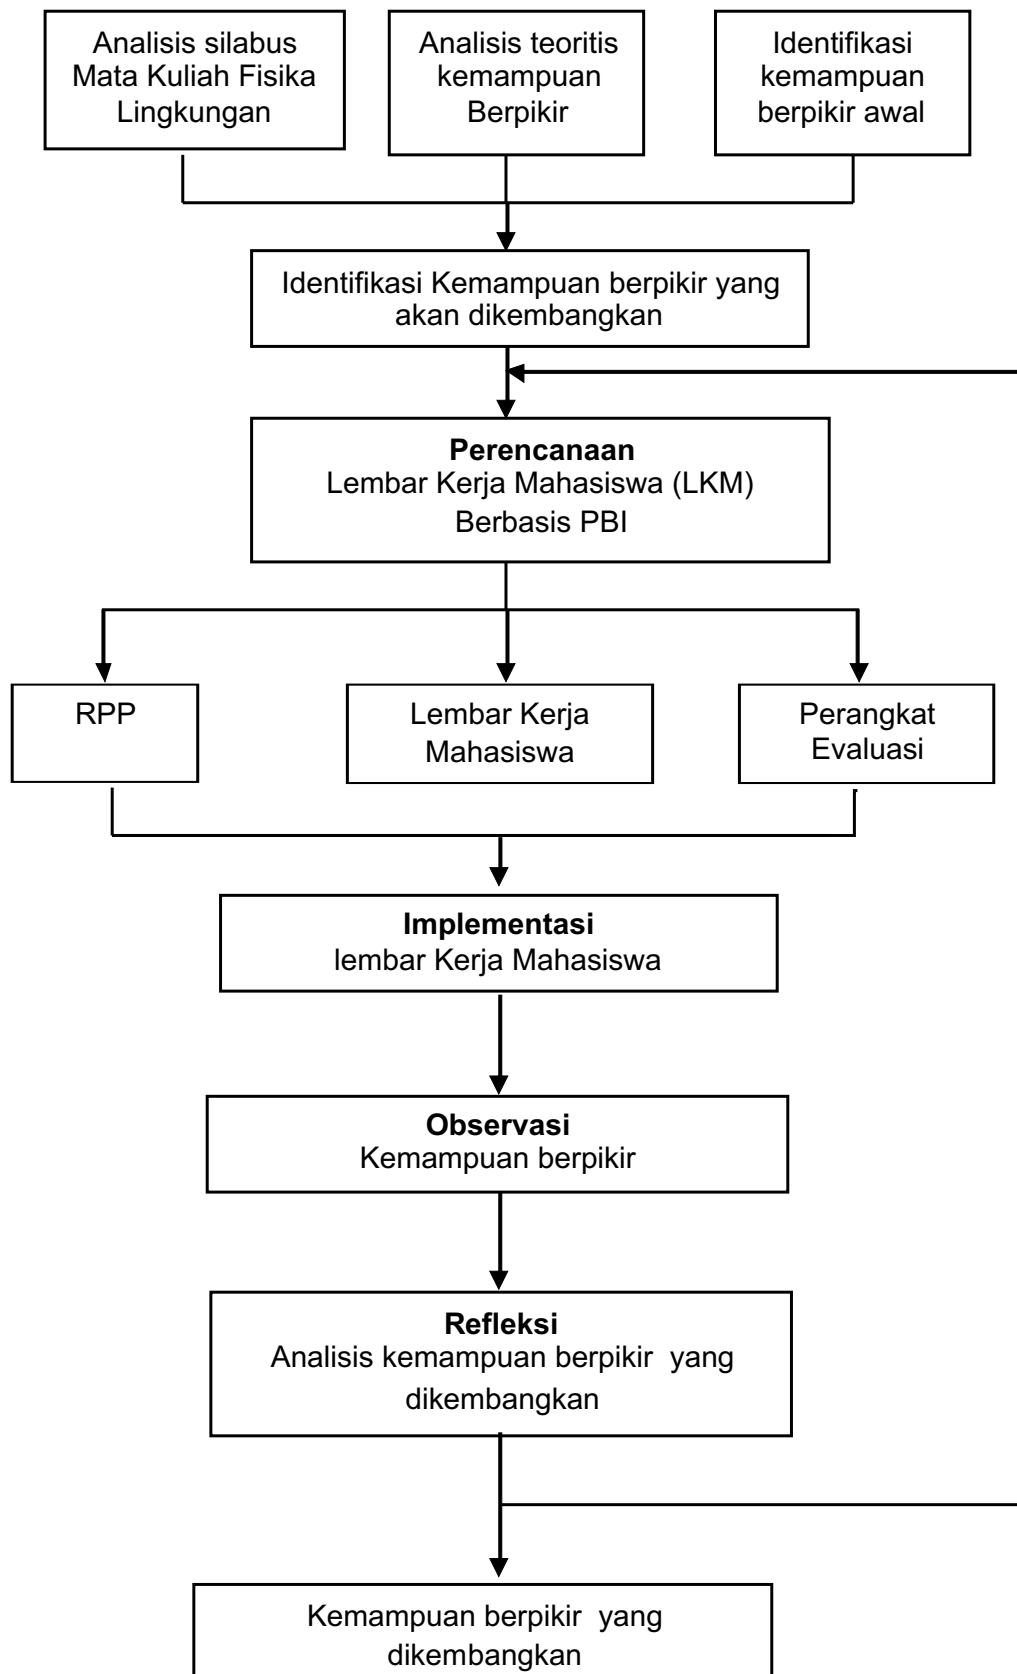 Analisis silabus
Mata Kuliah Fisika
Lingkungan
Analisis teoritis
kemampuan
Berpikir
Identifikasi
kemampuan
berpikir awal
Identifikasi Kemampuan berpikir yang
akan dikembangkan
Perencanaan
Lembar Kerja Mahasiswa (LKM)
Berbasis PBI
RPP
Lembar Kerja
Mahasiswa
Perangkat
Evaluasi
Implementasi
lembar Kerja Mahasiswa
Observasi
Kemampuan berpikir
Refleksi
Analisis kemampuan berpikir  yang
dikembangkan
Kemampuan berpikir  yang
dikembangkan